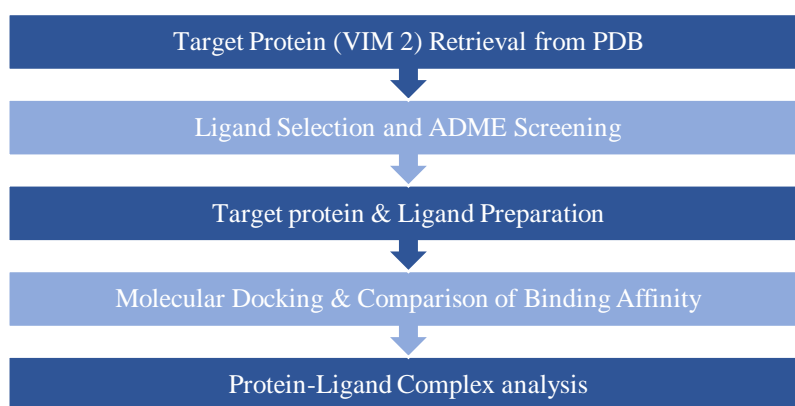 Target Protein (VIM 2) Retrieval from PDB
Ligand Selection and ADME Screening
Target protein & Ligand Preparation
Molecular Docking & Comparison of Binding Affinity
Protein-Ligand Complex analysis